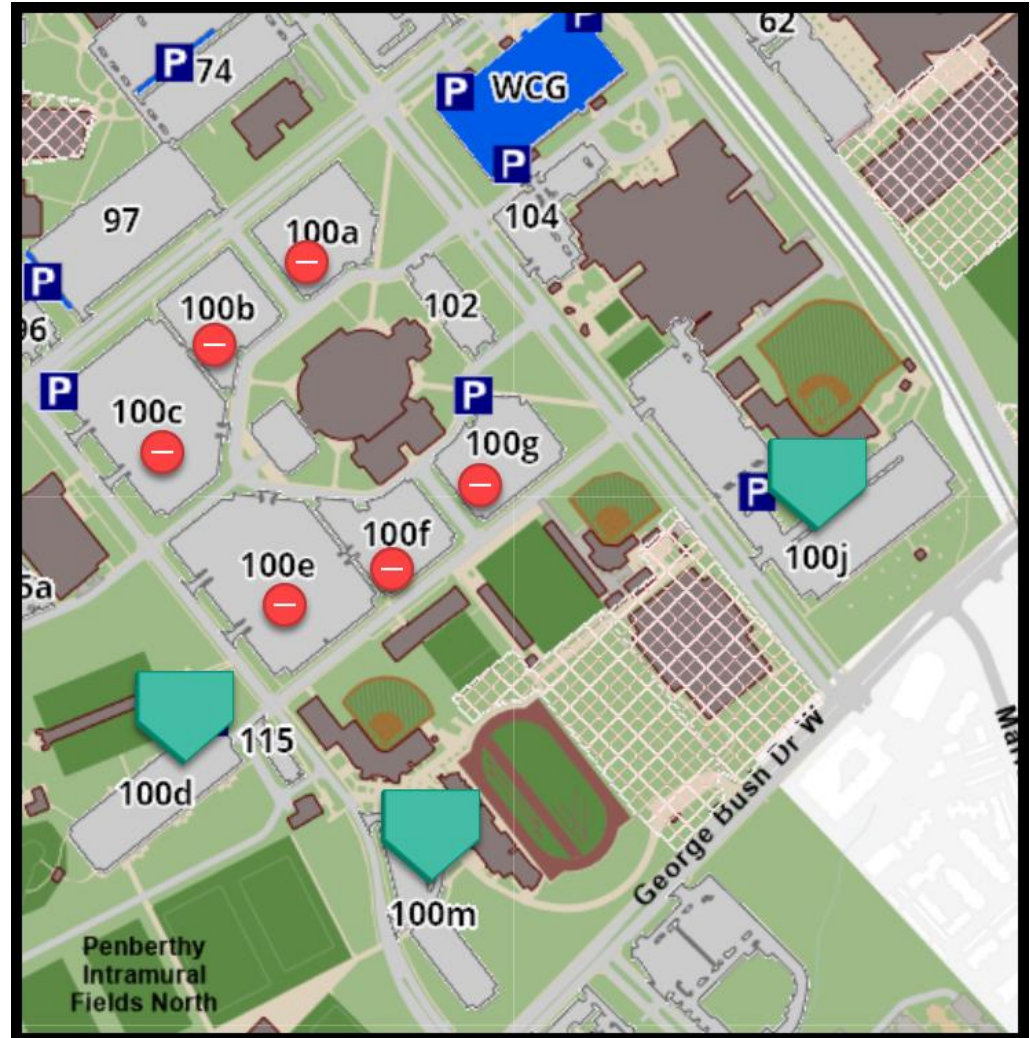 62
P
P
74
P
WCG
P
97
104
100a
P
100b
102
96
P
P
100c
100g
P
100f
100j
100e
5a
115
100d
George Bush Dr W
100m
Penberthy
Intramural
Fields North